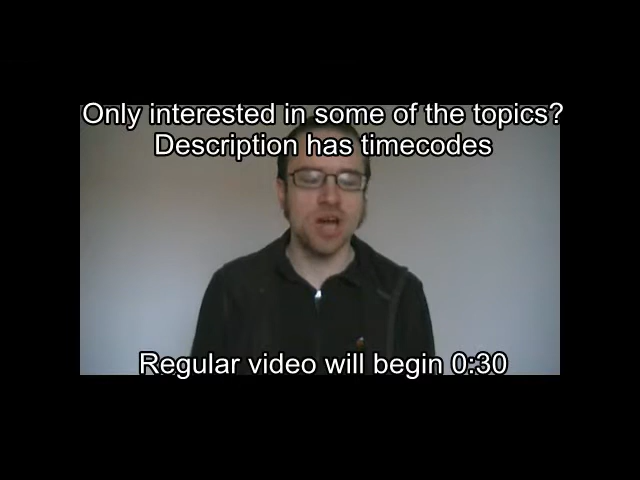 Only interested in some of the topics?
Description has timecodes
Regular video will begin 0:30